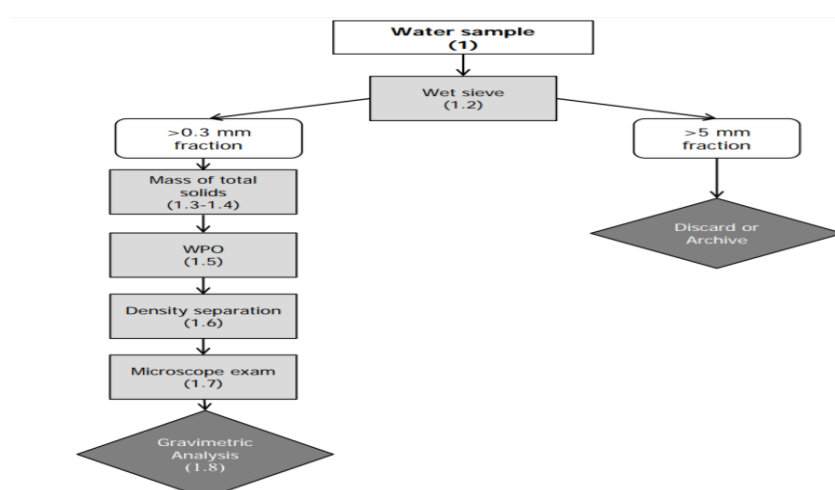 Water sample
(1)
Wet sieve
(1.2)
>0.3 mm
fraction
>5 mm
fraction
Mass of total
solids
(1.3-1.4)
Discard or
Archive
WPO
(1.5)
Density separation
(1.6)
Microscope exam
(1.7)
Gravimetric
Analysis
(1.8)